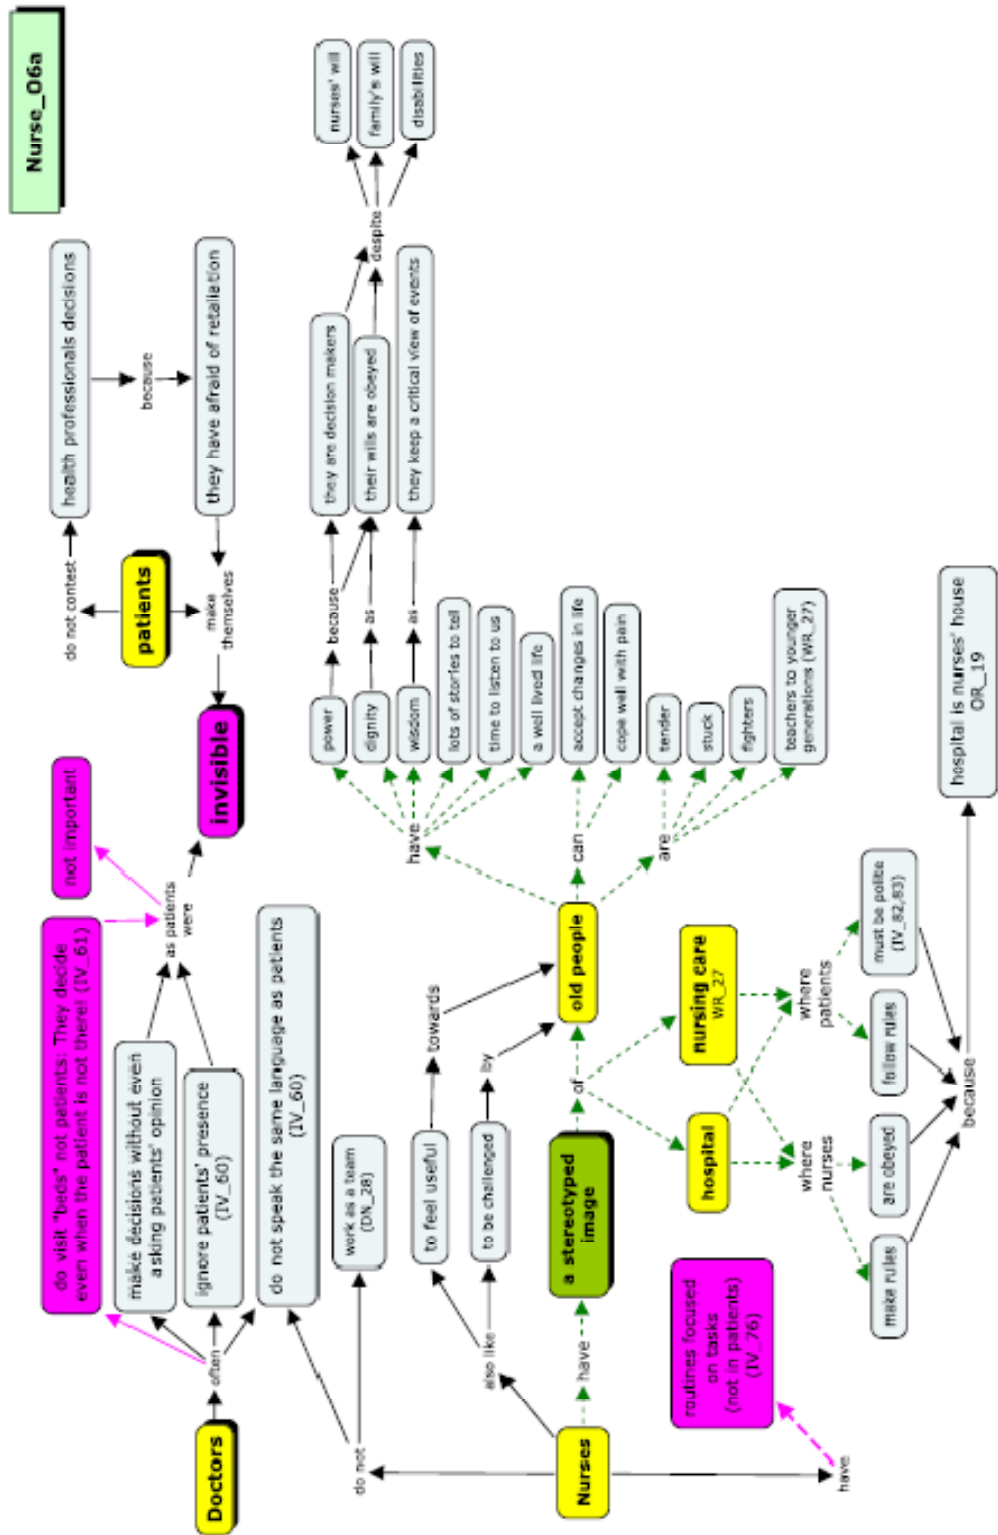 Nurse_06a
do not contest
health professionals decisions
because
they have afraid of retaliation
patients
make
themselves
invisible
not important
as patients
were
do visit "beds" not patients: They decide
even when the patient is not there! (IV_61)
make decisions without even
asking patients' opinion
ignore patients' presence
(IV_60)
do not speak the same language as patients
(IV_60)
often
Doctors
do not
work as a team
(DN_28)
to feel useful
towards
to be challenged
by
also like
Nurses
have
a stereotyped
image
of
old people
have
power
because
they are decision makers
dignity
as
their wills are obeyed
wisdom
as
they keep a critical view of events
despite
nurses' will
family's will
disabilities
lots of stories to tell
time to listen to us
a well lived life
can
accept changes in life
cope well with pain
are
tender
stuck
fighters
teachers to younger
generations (WR_27)
nursing care
WR_27
hospital
where
patients
where
nurses
must be polite
(IV_82,83)
follow rules
are obeyed
make rules
because
hospital is nurses' house
OR_19
have
routines focused
on tasks
(not in patients)
(IV_76)